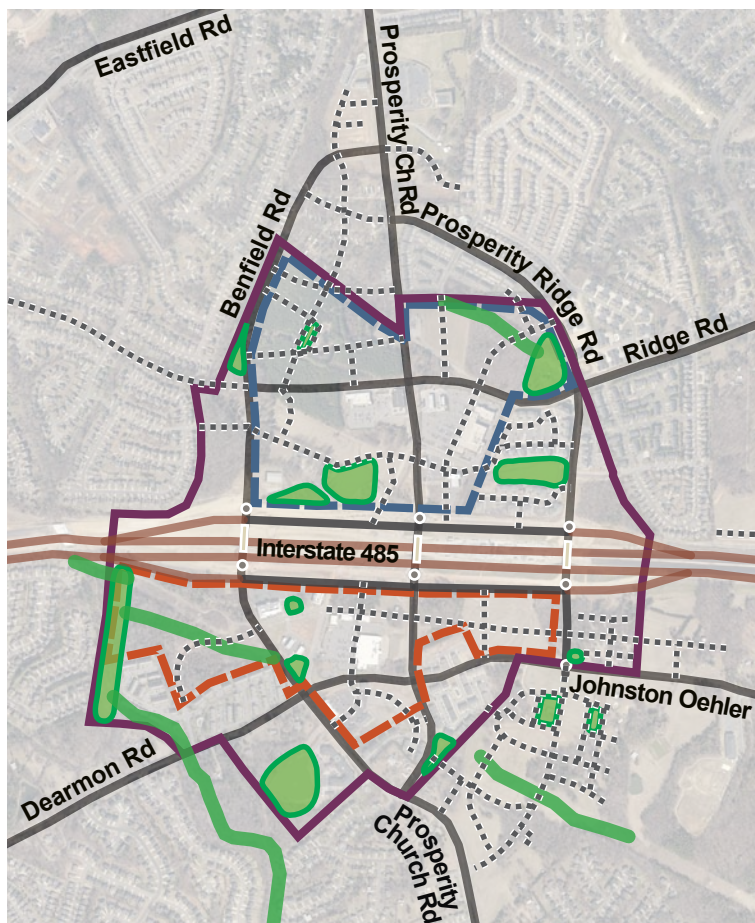 Eastfield Rd
Prosperity Ch Rd
Benfield Rd
Prosperity Ridge Rd
Ridge Rd
Interstate 485
Johnston Oehler
Dearmon Rd
Prosperity
Church Rd